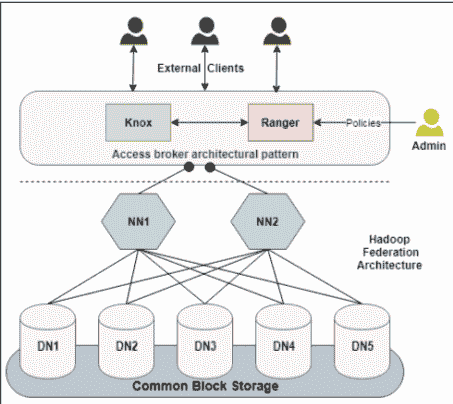 External Clients
Knox
Ranger
Policies
Admin
Access broker architectural pattern
NN1
NN2
Hadoop
Federation
Architecture
DN1
DN2
DN3
DN4
DN5
Common Block Storage